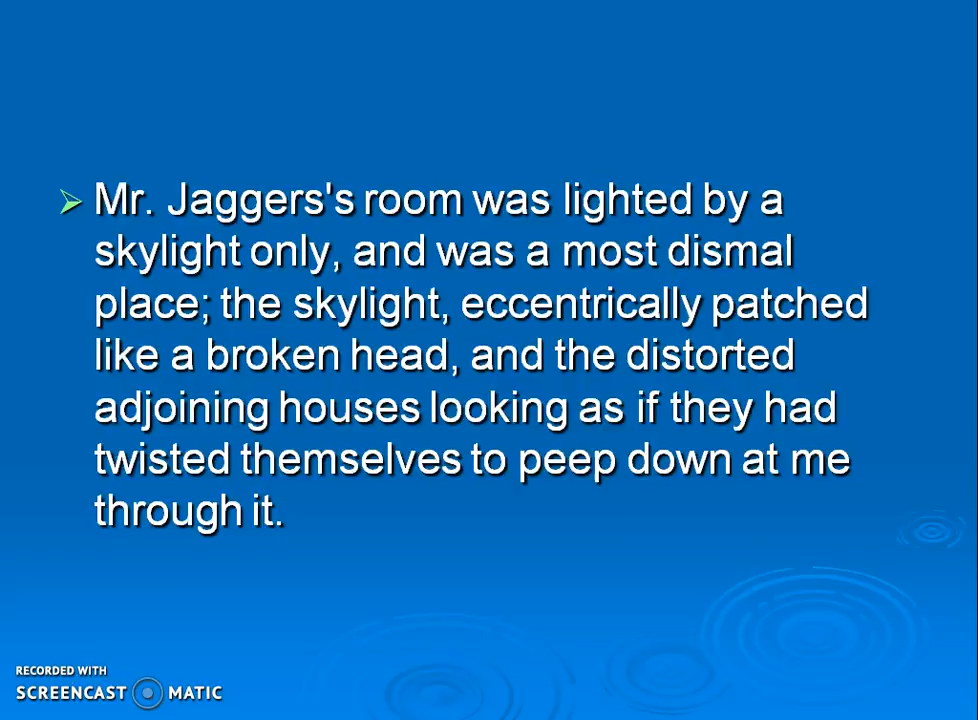 Mr. Jaggers's room was lighted by a
skylight only, and was a most dismal
place; the skylight, eccentrically patched
like a broken head, and the distorted
adjoining houses looking as if they had
twisted themselves to peep down at me
through it.
RECORDED WITH
SCREENCAST MATIC